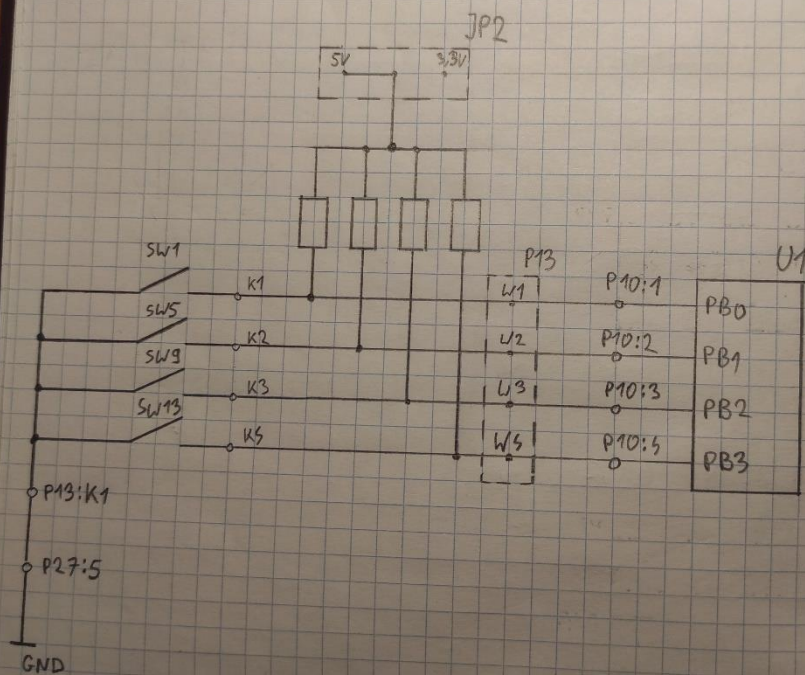 JP2
5V 3,3V
SW1
K1
P13
W1
P10:1
U1
PB0
SW5
K2
W2
P10:2
PB1
SW9
K3
W3
P10:3
PB2
SW13
K5
W5
P10:5
PB3
P13:K1
P27:5
GND